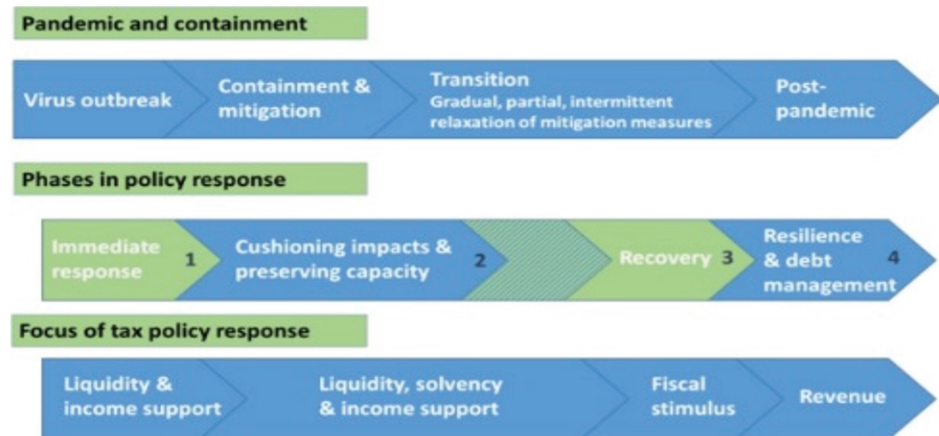 Pandemic and containment
Virus outbreak
Containment &
mitigation
Transition
Gradual, partial, intermittent
relaxation of mitigation measures
Post-
pandemic
Phases in policy response
Immediate
response 1
Cushioning impacts &
preserving capacity 2
Recovery 3
Resilience
& debt 4
management
Focus of tax policy response
Liquidity &
income support
Liquidity, solvency
& income support
Fiscal
stimulus
Revenue